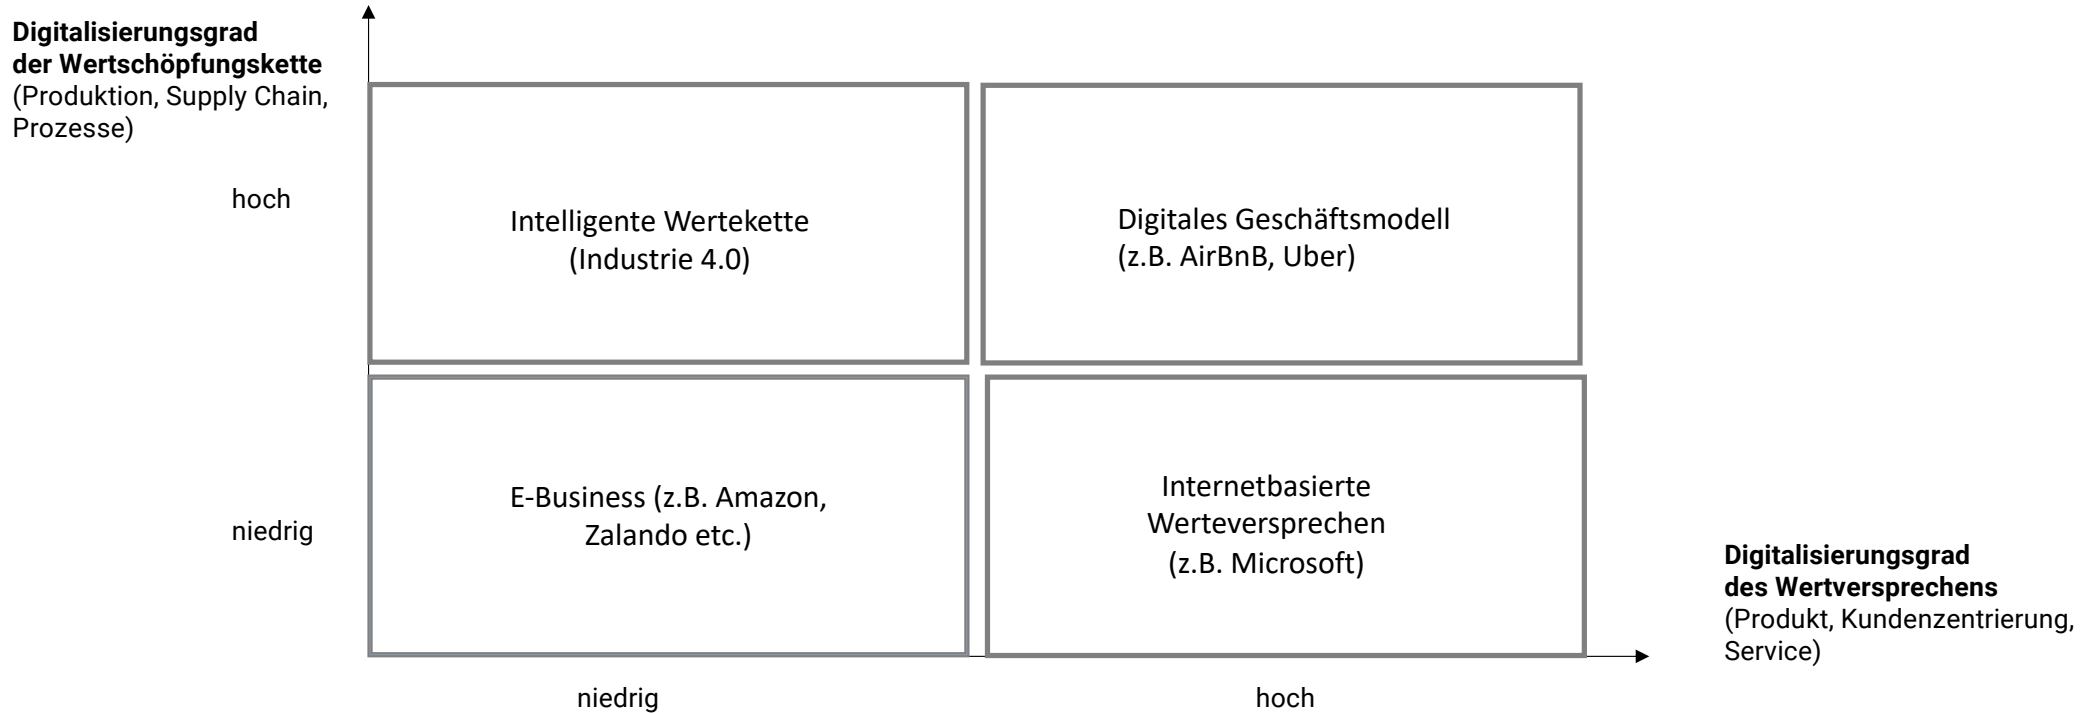 Digitalisierungsgrad
der Wertschöpfungskette
(Produktion, Supply Chain,
Prozesse)
hoch
Intelligente Wertekette
(Industrie 4.0)
Digitales Geschäftsmodell
(z.B. AirBnB, Uber)
niedrig
E-Business (z.B. Amazon,
Zalando etc.)
Internetbasierte
Werteversprechen
(z.B. Microsoft)
Digitalisierungsgrad
des Wertversprechens
(Produkt, Kundenzentrierung,
Service)
niedrig
hoch